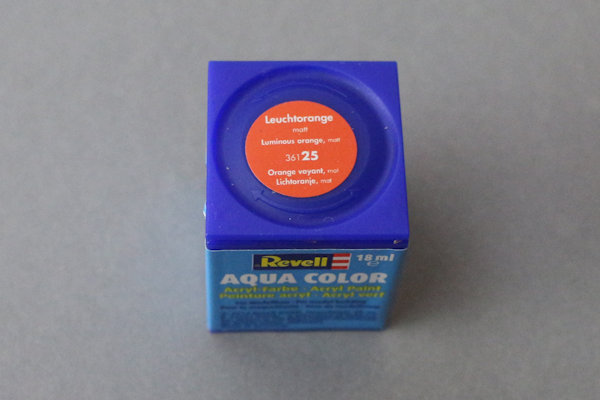 Leuchtorange
matt
Luminous orange, matt
36125
Orange voyant, mat
Lichtoranje, mat
Revell
18 ml e
AQUA COLOR
Acryl-Farbe · Acryl Paint
Peinture acryl · Acryl verf